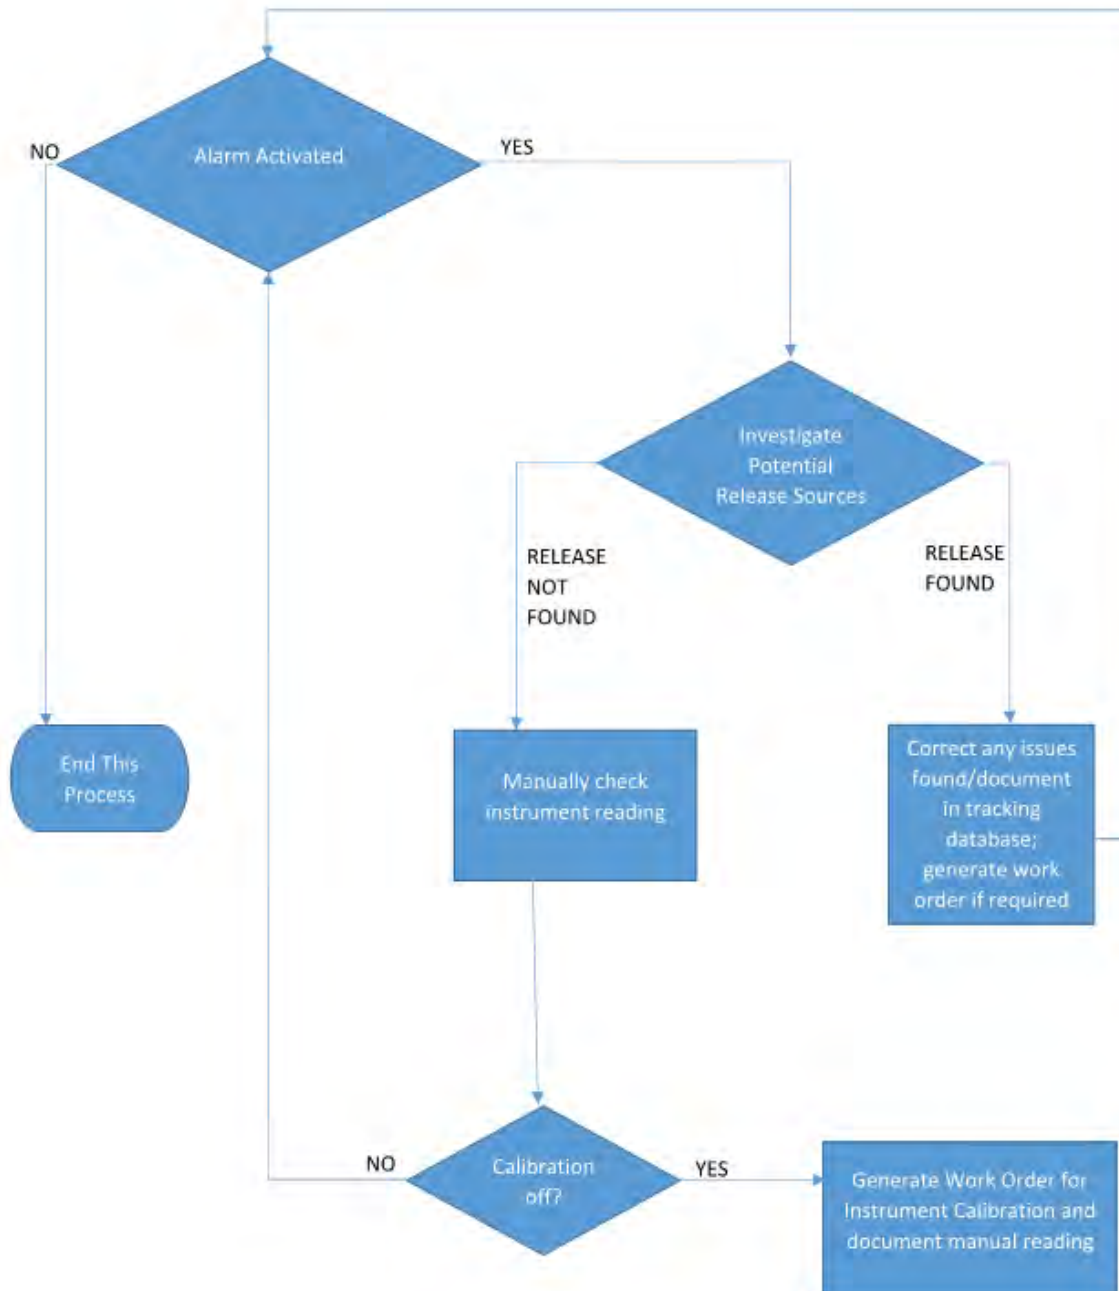 Alarm Activated
NO
YES
Investigate
Potential
Release Sources
RELEASE
NOT
FOUND
RELEASE
FOUND
End This
Process
Manually check
instrument reading
Correct any issues
found/document
in tracking
database;
generate work
order if required
Calibration
off?
NO
YES
Generate Work Order for
Instrument Calibration and
document manual reading